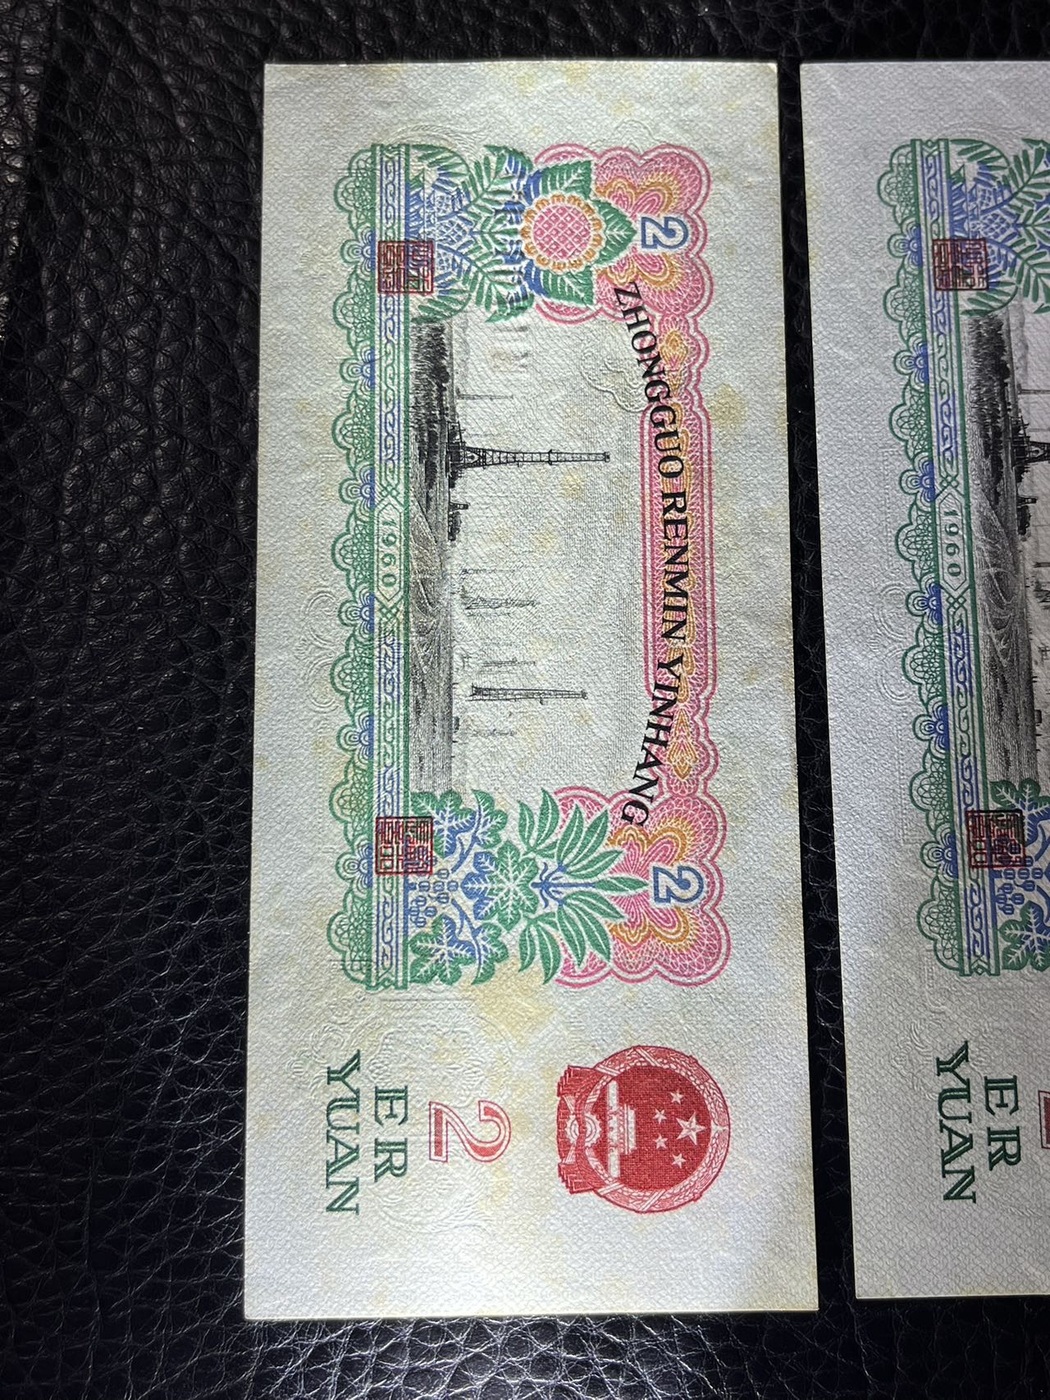 ZHONGGUO RENMIN YINHANG
2
2
2
ER
YUAN
1960
ER
YUAN
1960